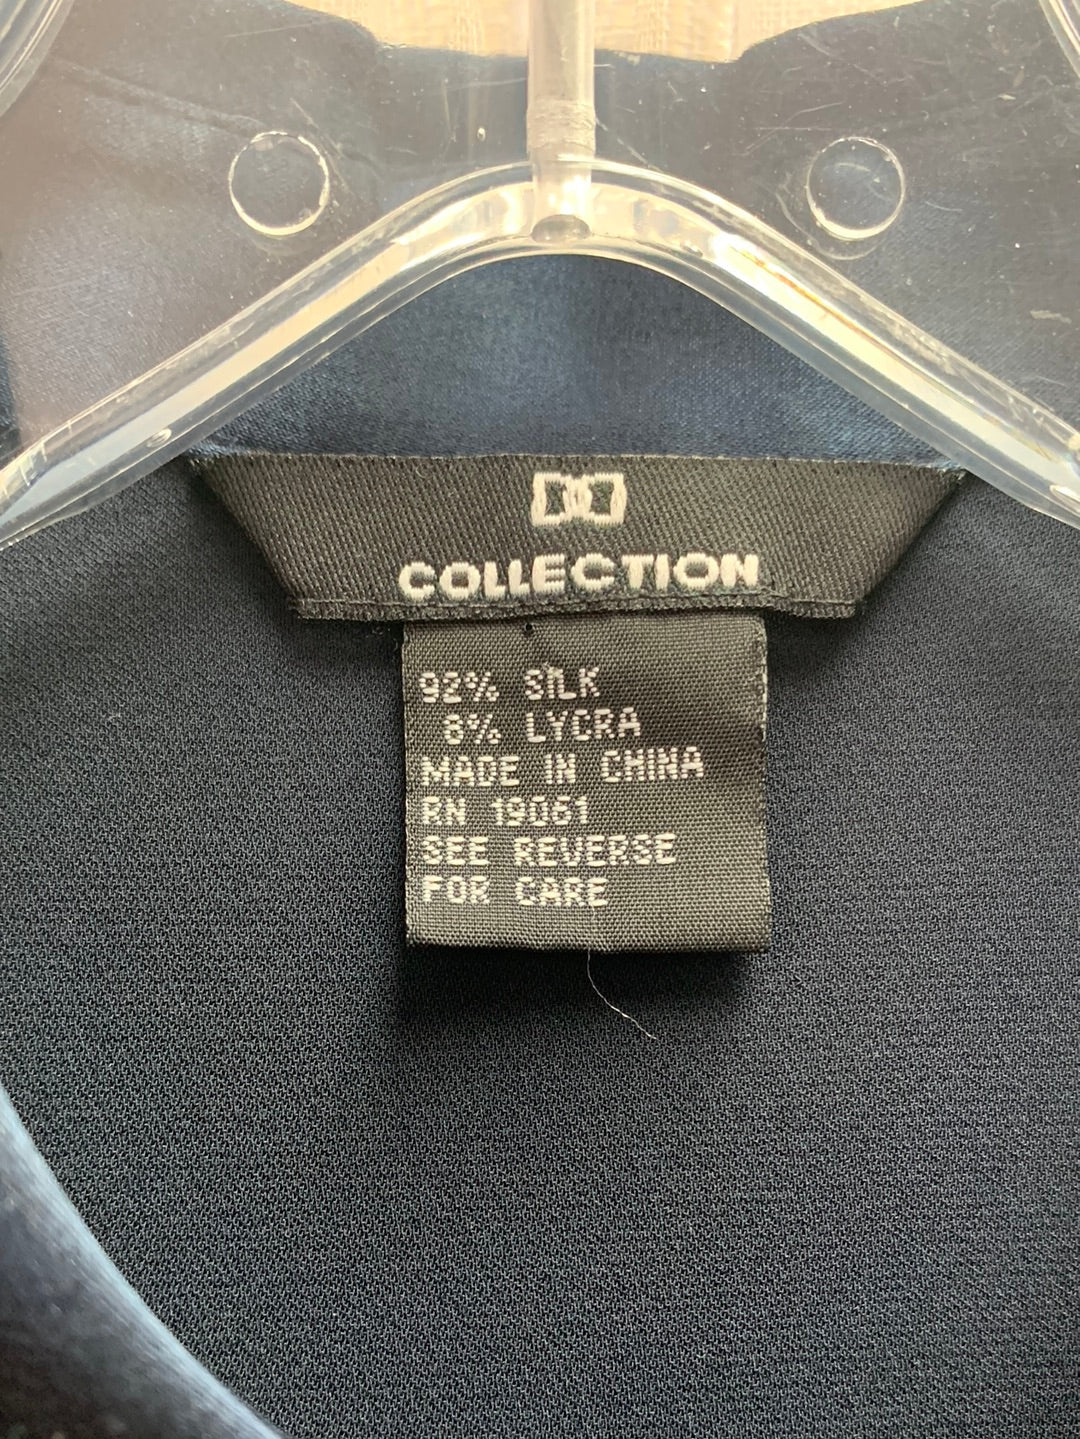 COLLECTION
92% SILK
8% LYCRA
MADE IN CHINA
RN 19061
SEE REVERSE
FOR CARE